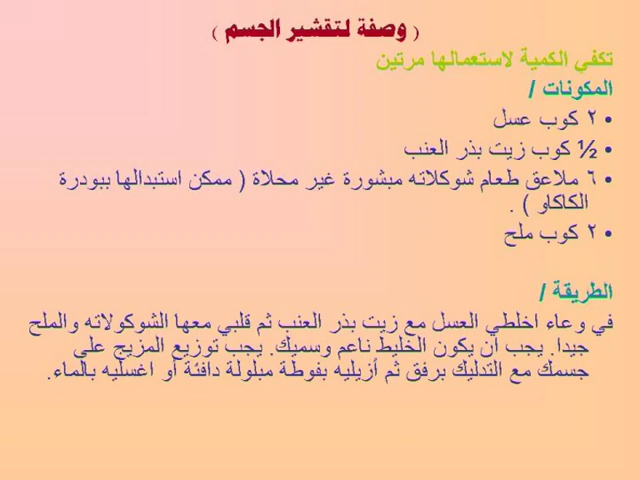 ( وصفة لتقشير الجسم )
تكفي الكمية لاستعمالها مرتين
المكونات /
• ٢ كوب عسل
• ½ كوب زيت بذر العنب
• ٦ ملاعق طعام شوكلاته مبشورة غير محلاة ( ممكن استبدالها ببودرة
الكاكاو ) .
• ٢ كوب ملح
الطريقة /
في وعاء اخلطي العسل مع زيت بذر العنب ثم قلبي معها الشوكولاته والملح
جيدا. يجب ان يكون الخليط ناعم وسميك. يجب توزيع المزيج على
جسمك مع التدليك برفق ثم أزيليه بفوطة مبلولة دافئة أو اغسليه بالماء.